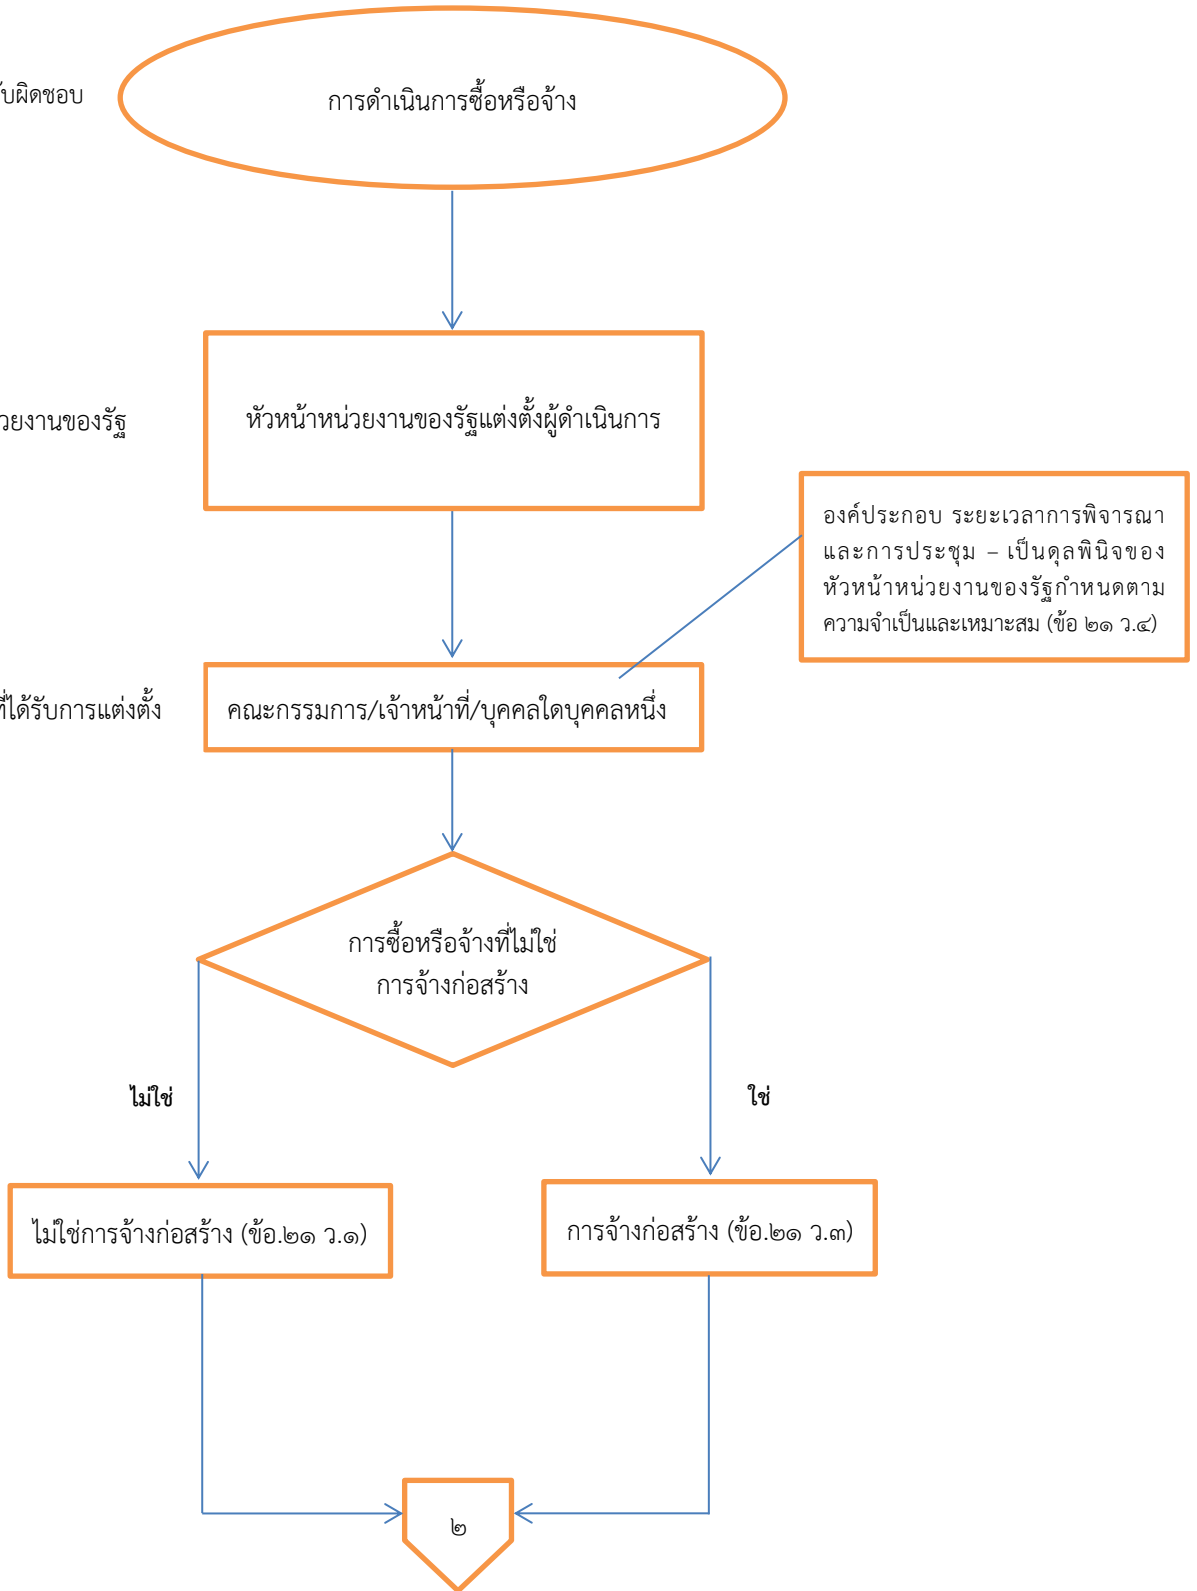 ับผิดชอบ
การดำเนินการซื้อหรือจ้าง
วยงานของรัฐ
หัวหน้าหน่วยงานของรัฐแต่งตั้งผู้ดำเนินการ
องค์ประกอบ ระยะเวลาการพิจารณา
และการประชุม – เป็นดุลพินิจของ
หัวหน้าหน่วยงานของรัฐกำหนดตาม
ความจำเป็นและเหมาะสม (ข้อ ๒๑ ว.๔)
ที่ได้รับการแต่งตั้ง
คณะกรรมการ/เจ้าหน้าที่/บุคคลใดบุคคลหนึ่ง
การซื้อหรือจ้างที่ไม่ใช่
การจ้างก่อสร้าง
ไม่ใช่
ใช่
ไม่ใช่การจ้างก่อสร้าง (ข้อ.๒๑ ว.๑)
การจ้างก่อสร้าง (ข้อ.๒๑ ว.๓)
๒